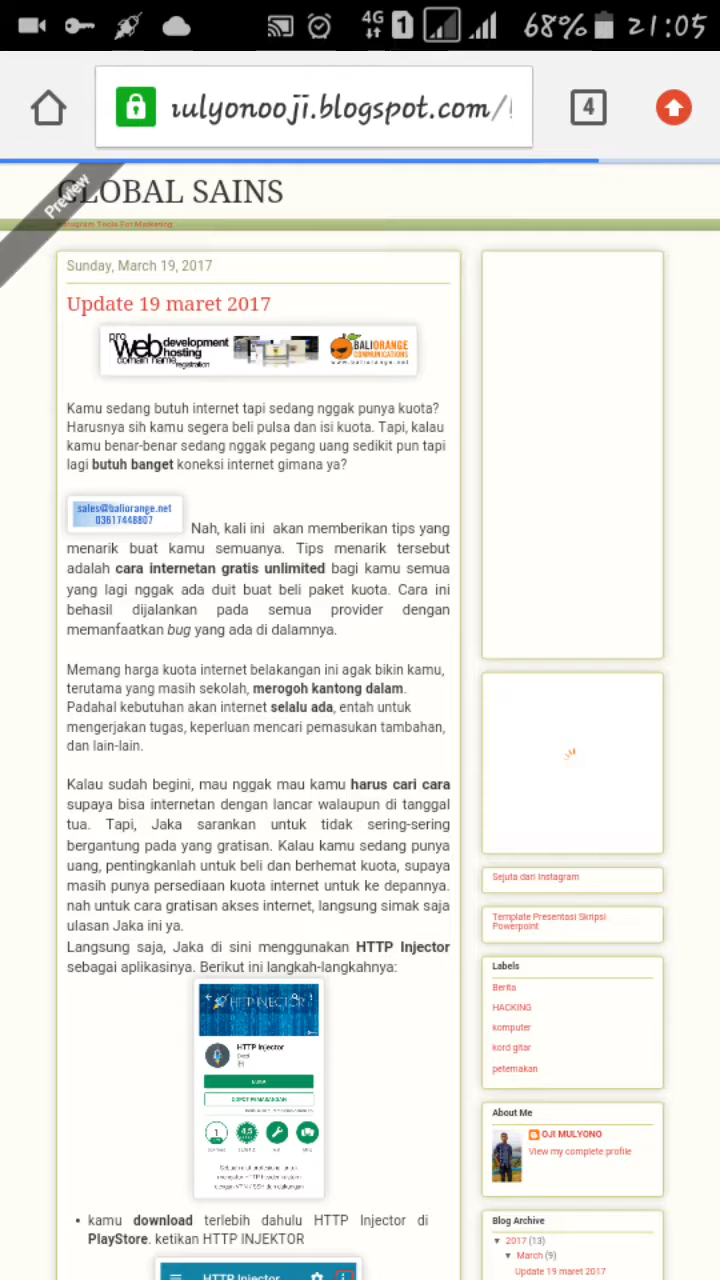 4G 1 68% 21:05
ulyonooji.blogspot.com/
4
Preview
GLOBAL SAINS
Instagram Tools For Marketing
Sunday, March 19, 2017
Update 19 maret 2017
pro Web development hosting domain name registration
BALIORANGE COMMUNICATIONS
www.baliorange.net
Kamu sedang butuh internet tapi sedang nggak punya kuota?
Harusnya sih kamu segera beli pulsa dan isi kuota. Tapi, kalau
kamu benar-benar sedang nggak pegang uang sedikit pun tapi
lagi butuh banget koneksi internet gimana ya?
sales@baliorange.net
03617448807
Nah, kali ini akan memberikan tips yang
menarik buat kamu semuanya. Tips menarik tersebut
adalah cara internetan gratis unlimited bagi kamu semua
yang lagi nggak ada duit buat beli paket kuota. Cara ini
behasil dijalankan pada semua provider dengan
memanfaatkan bug yang ada di dalamnya.
Memang harga kuota internet belakangan ini agak bikin kamu,
terutama yang masih sekolah, merogoh kantong dalam.
Padahal kebutuhan akan internet selalu ada, entah untuk
mengerjakan tugas, keperluan mencari pemasukan tambahan,
dan lain-lain.
Kalau sudah begini, mau nggak mau kamu harus cari cara
supaya bisa internetan dengan lancar walaupun di tanggal
tua. Tapi, Jaka sarankan untuk tidak sering-sering
bergantung pada yang gratisan. Kalau kamu sedang punya
uang, pentingkanlah untuk beli dan berhemat kuota, supaya
masih punya persediaan kuota internet untuk ke depannya.
nah untuk cara gratisan akses internet, langsung simak saja
ulasan Jaka ini ya.
Langsung saja, Jaka di sini menggunakan HTTP Injector
sebagai aplikasinya. Berikut ini langkah-langkahnya:
HTTP INJECTOR
HTTP Injector
BUKA
4,5
• kamu download terlebih dahulu HTTP Injector di
PlayStore. ketikan HTTP INJEKTOR
HTTP Injector
Sejuta dari Instagram
Template Presentasi Skripsi
Powerpoint
Labels
Berita
HACKING
komputer
kord gitar
peternakan
About Me
OJI MULYONO
View my complete profile
Blog Archive
▼ 2017 (13)
▼ March (9)
Update 19 maret 2017